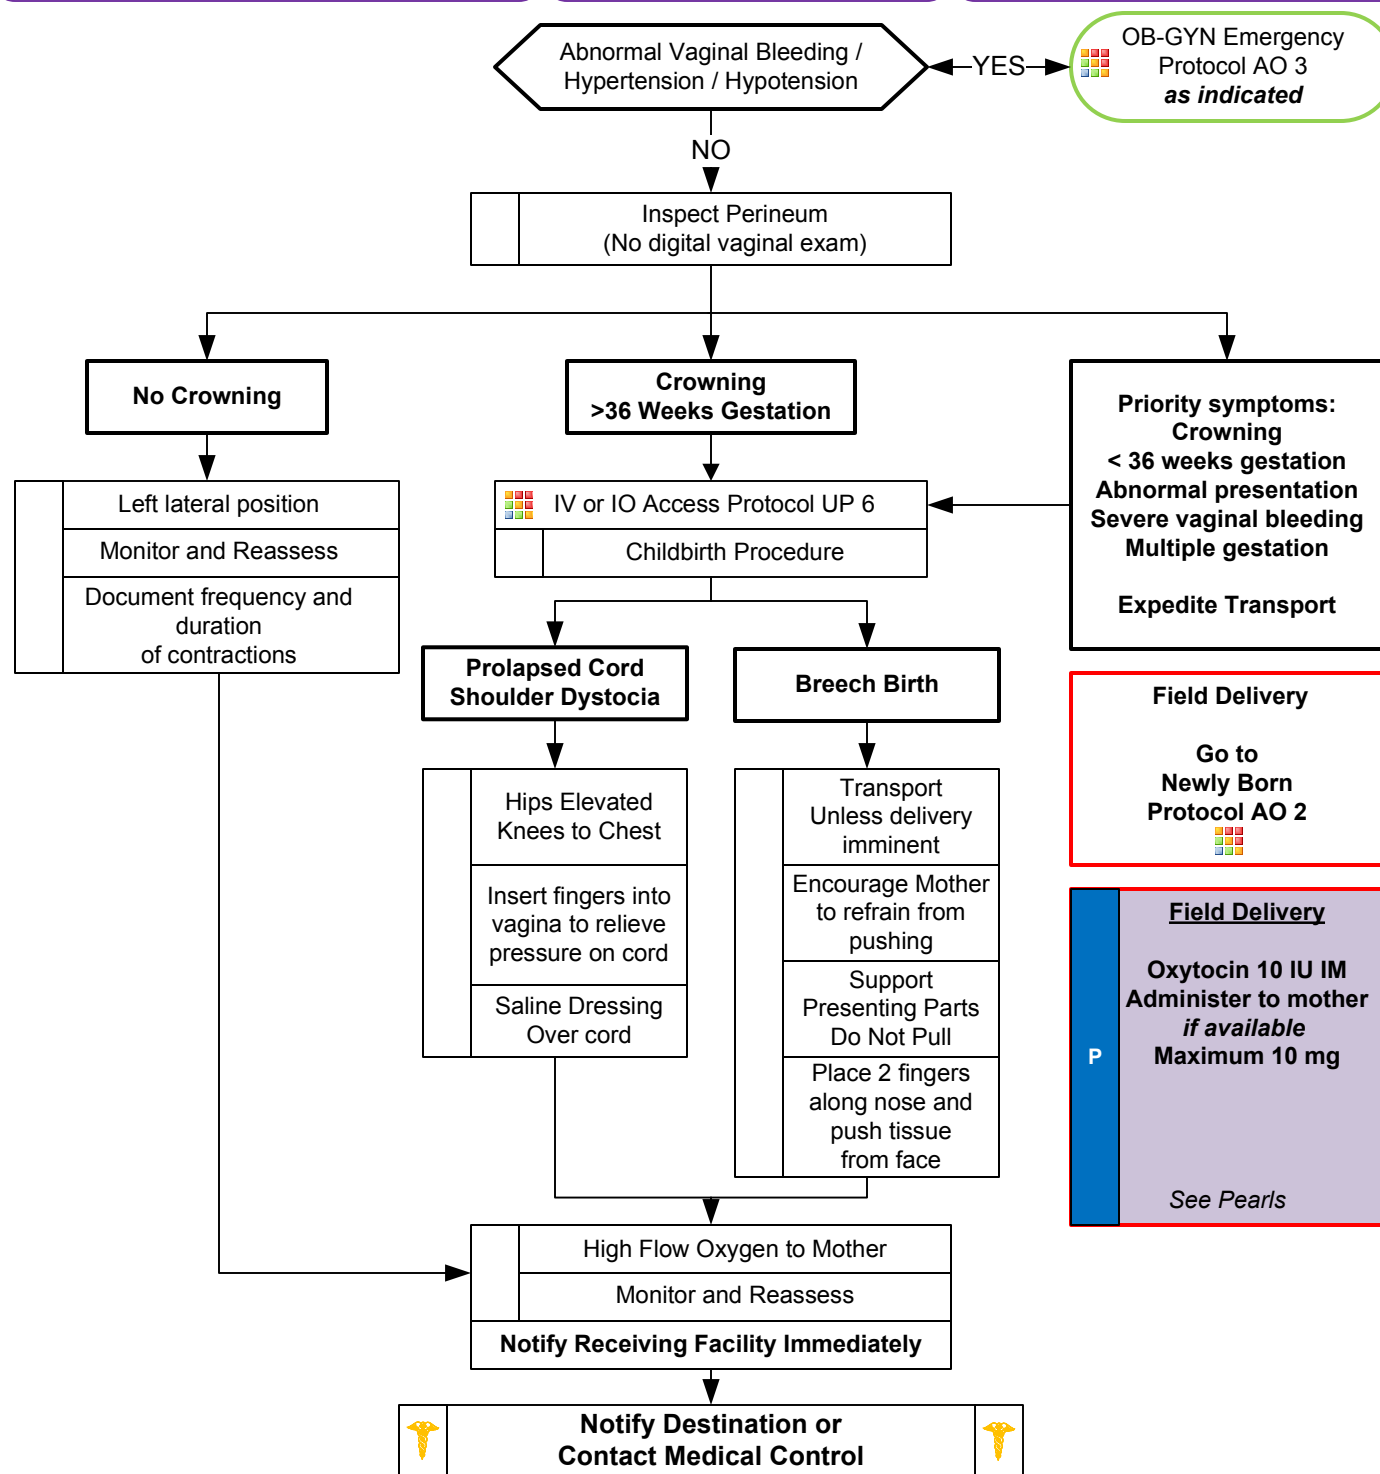 Abnormal Vaginal Bleeding /
Hypertension / Hypotension
YES
OB-GYN Emergency
Protocol AO 3
as indicated
NO
Inspect Perineum
(No digital vaginal exam)
No Crowning
Crowning
>36 Weeks Gestation
Priority symptoms:
Crowning
< 36 weeks gestation
Abnormal presentation
Severe vaginal bleeding
Multiple gestation
Expedite Transport
Left lateral position
Monitor and Reassess
Document frequency and
duration
of contractions
IV or IO Access Protocol UP 6
Childbirth Procedure
Prolapsed Cord
Shoulder Dystocia
Breech Birth
Hips Elevated
Knees to Chest
Insert fingers into
vagina to relieve
pressure on cord
Saline Dressing
Over cord
Transport
Unless delivery
imminent
Encourage Mother
to refrain from
pushing
Support
Presenting Parts
Do Not Pull
Place 2 fingers
along nose and
push tissue
from face
Field Delivery
Go to
Newly Born
Protocol AO 2
P
Field Delivery
Oxytocin 10 IU IM
Administer to mother
if available
Maximum 10 mg
See Pearls
High Flow Oxygen to Mother
Monitor and Reassess
Notify Receiving Facility Immediately
Notify Destination or
Contact Medical Control